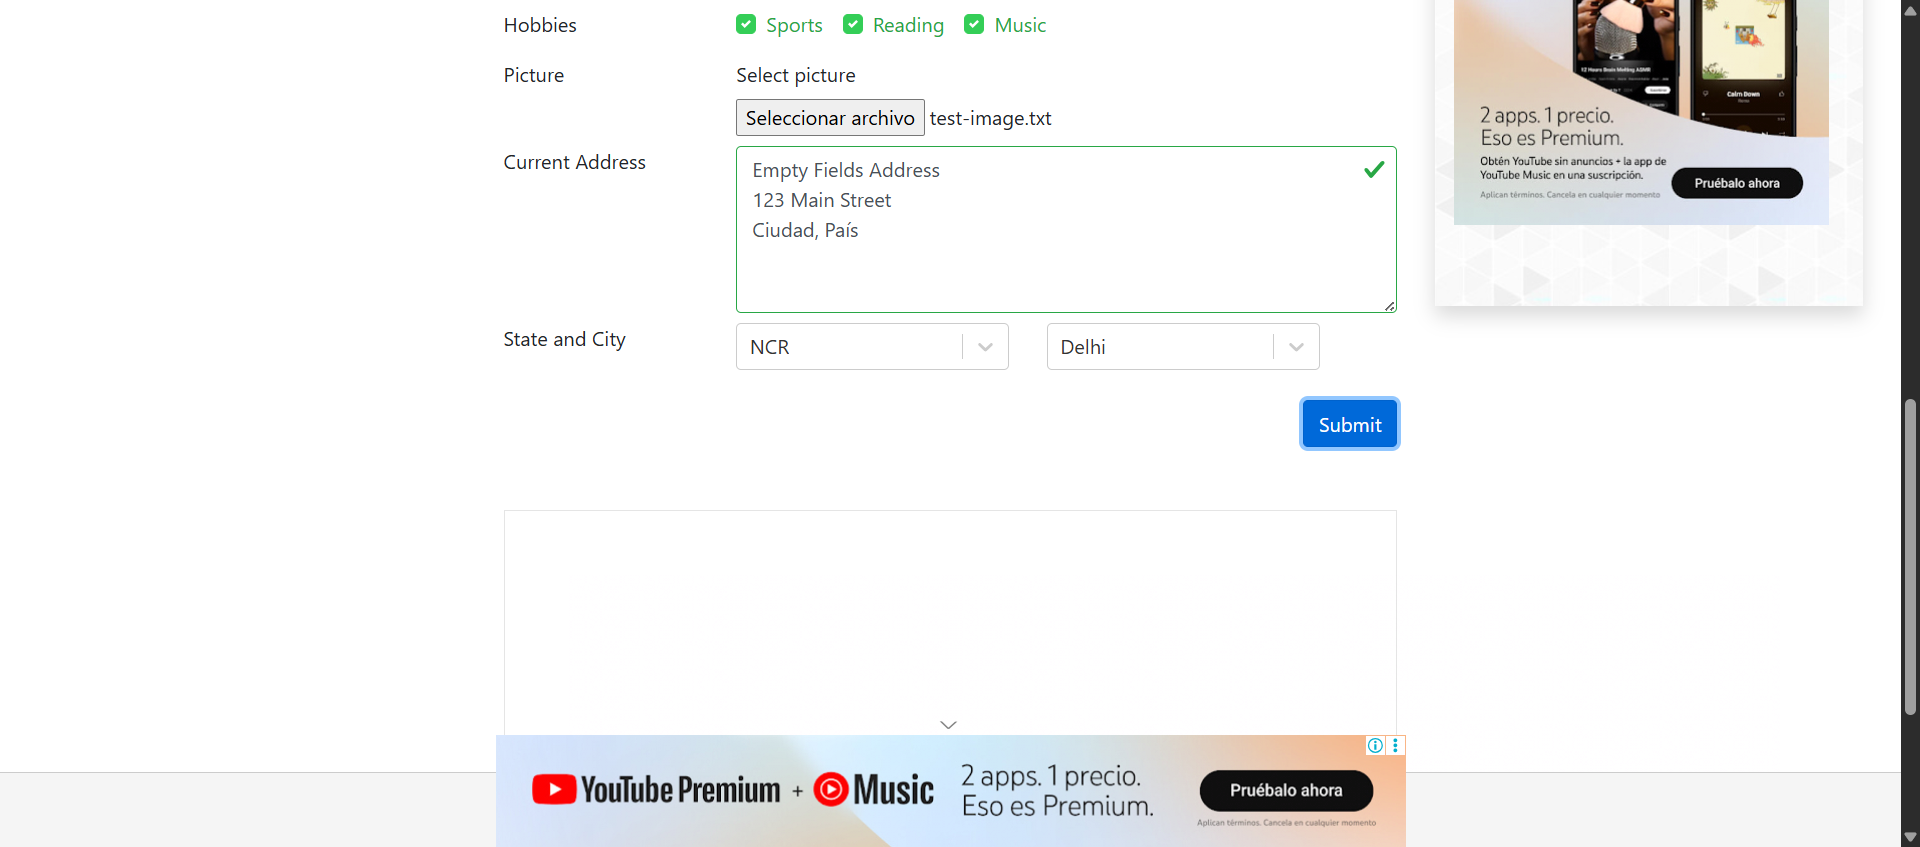 Hobbies
Sports
Reading
Music
Picture
Select picture
Seleccionar archivo
test-image.txt
Current Address
Empty Fields Address
123 Main Street
Ciudad, País
State and City
NCR
Delhi
Submit
12 Hours Bosie Melting ASMR
Calm Down
2 apps. 1 precio.
Eso es Premium.
Obtén YouTube sin anuncios + la app de
YouTube Music en una suscripción.
Aplican términos. Cancela en cualquier momento
Pruébalo ahora
YouTube Premium + Music
2 apps. 1 precio.
Eso es Premium.
Pruébalo ahora
Aplican términos. Cancela en cualquier momento